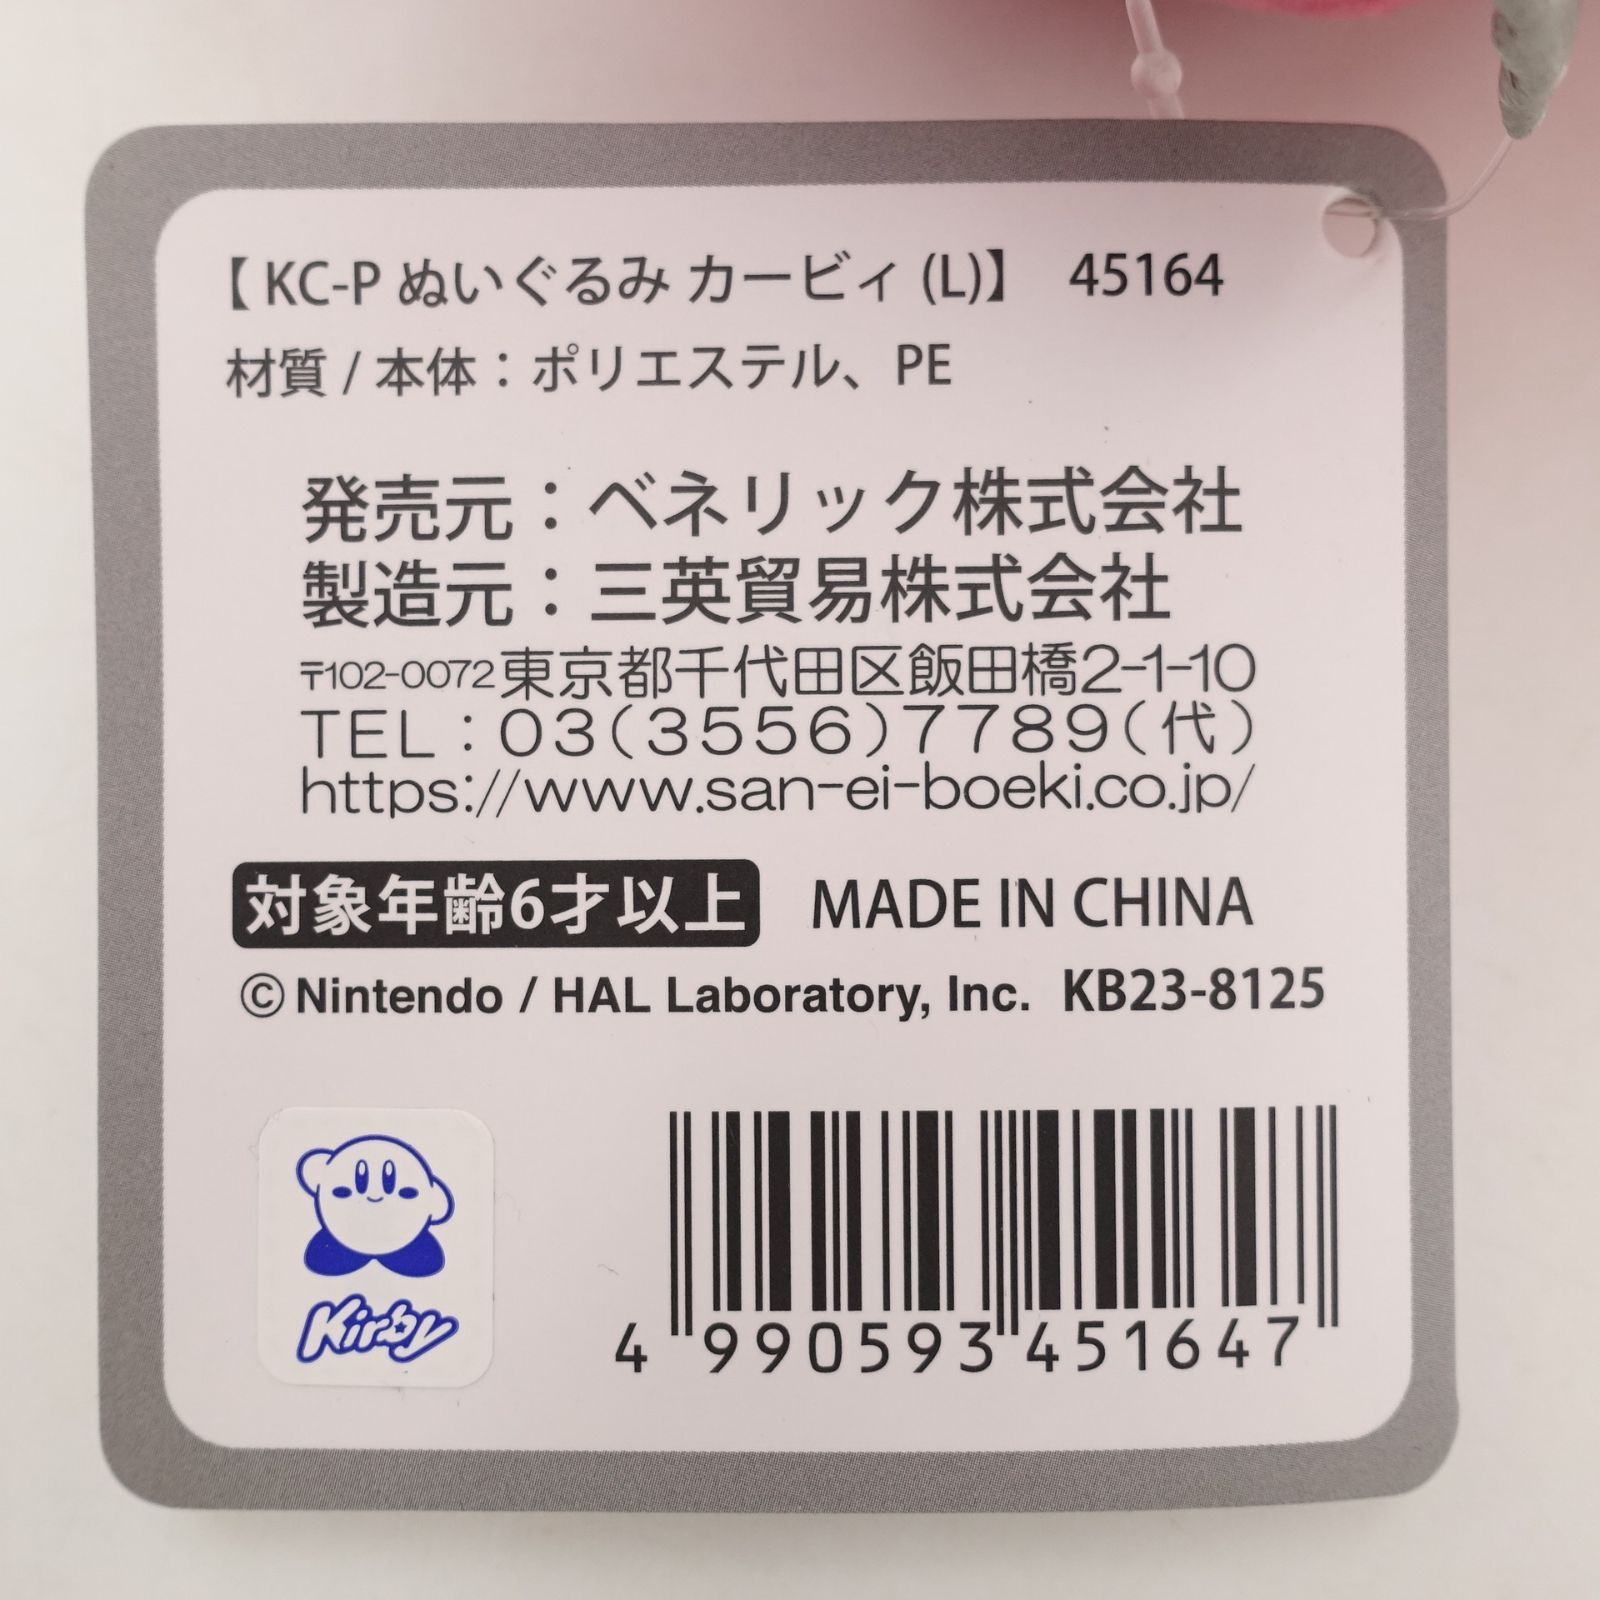 【 KC-P ぬいぐるみ カービィ (L)】 45164
材質 / 本体：ポリエステル、PE
発売元：ベネリック株式会社
製造元：三英貿易株式会社
〒102-0072東京都千代田区飯田橋2-1-10
TEL：03(3556)7789(代)
https://www.san-ei-boeki.co.jp/
対象年齢6才以上 MADE IN CHINA
©Nintendo / HAL Laboratory, Inc. KB23-8125
Kirby
4 990593 451647